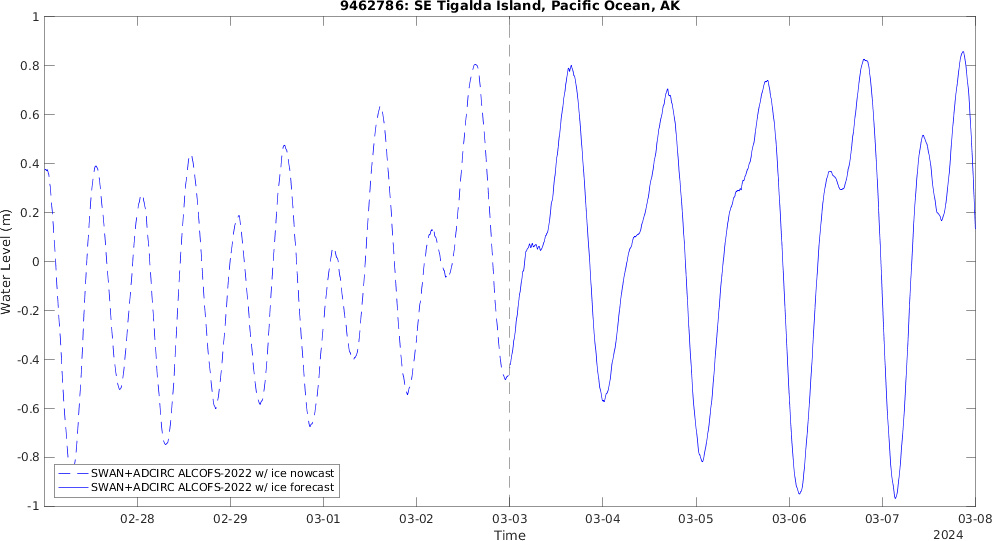 9462786: SE Tigalda Island, Pacific Ocean, AK
1
0.8
0.6
0.4
0.2
0
-0.2
-0.4
-0.6
-0.8
-1
Water Level (m)
SWAN+ADCIRC ALCOFS-2022 w/ ice nowcast
SWAN+ADCIRC ALCOFS-2022 w/ ice forecast
02-28 02-29 03-01 03-02 03-03 03-04 03-05 03-06 03-07 03-08
Time
2024